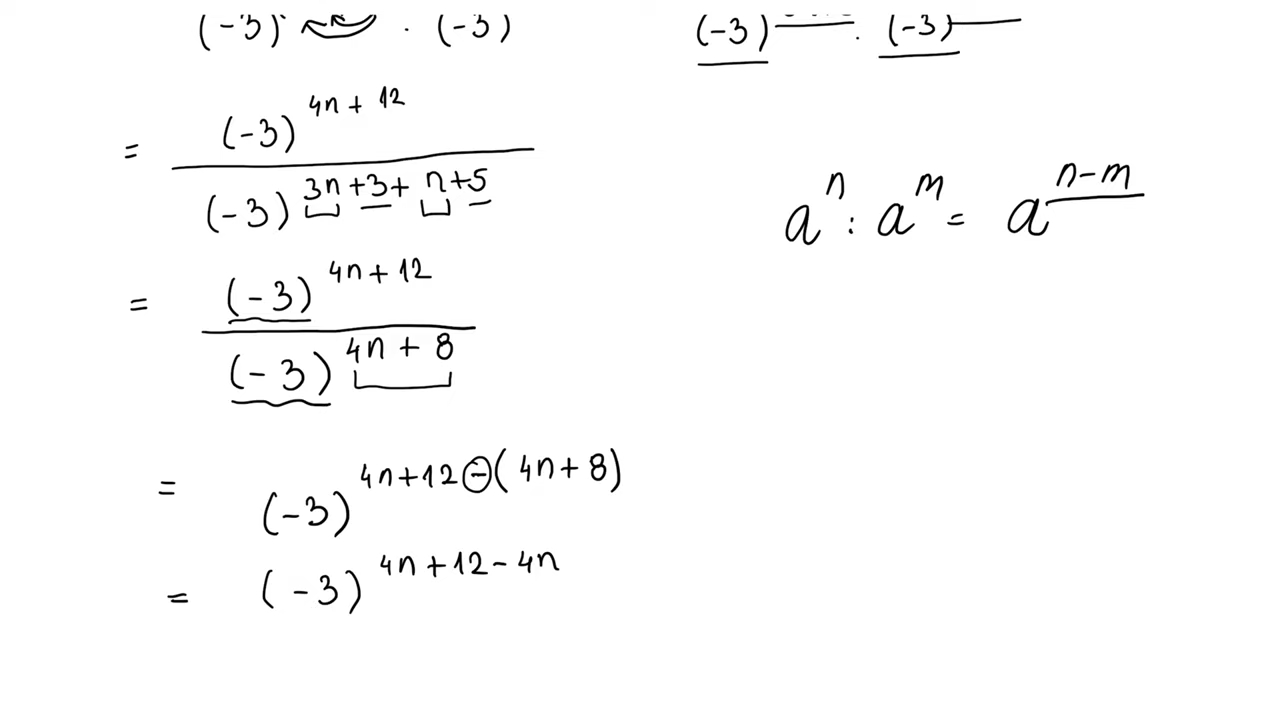 (-3) · (-3)
(-3) · (-3)
= (-3)^{4n+12}
(-3)^{3n+3+n+5}
a^n : a^m = a^{n-m}
= (-3)^{4n+12}
(-3)^{4n+8}
= (-3)^{4n+12-(4n+8)}
= (-3)^{4n+12-4n}